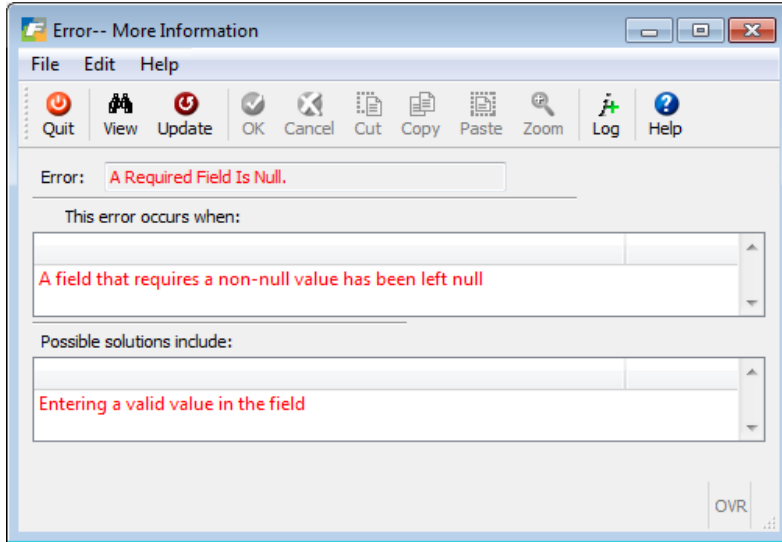 Error-- More Information
File Edit Help
Quit View Update OK Cancel Cut Copy Paste Zoom Log Help
Error: A Required Field Is Null.
This error occurs when:
A field that requires a non-null value has been left null
Possible solutions include:
Entering a valid value in the field
OVR